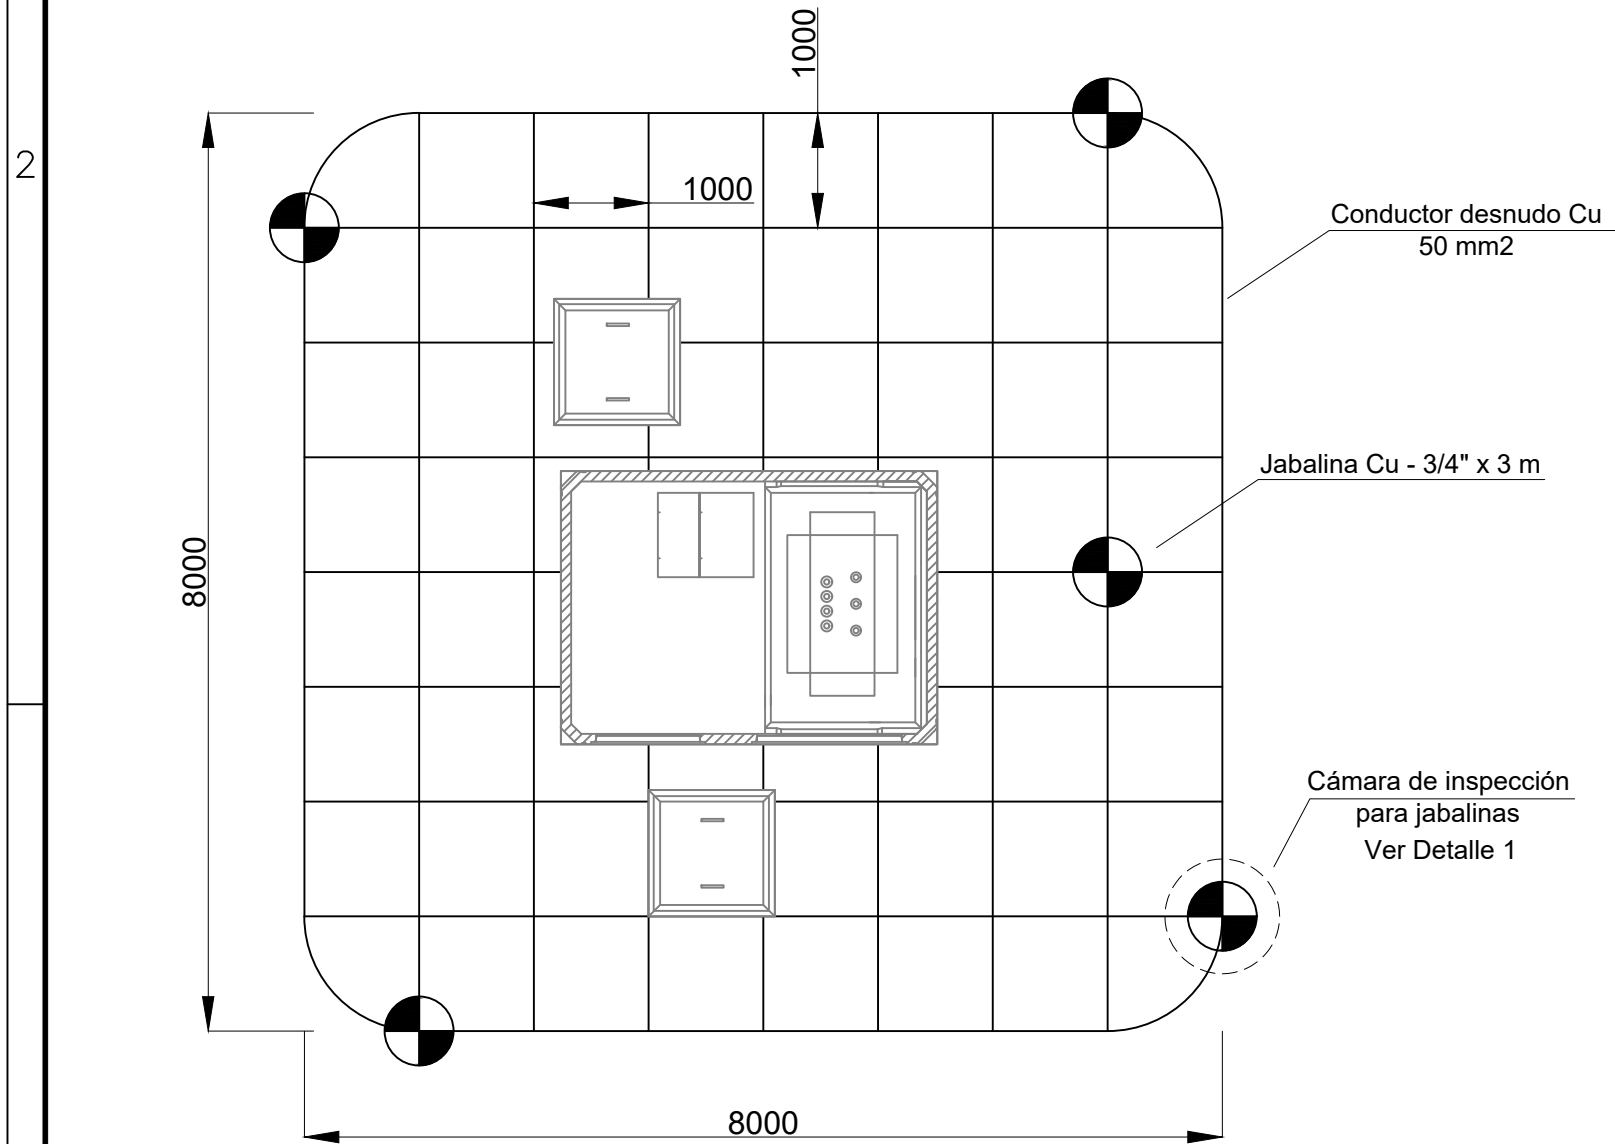 1000
2
1000
Conductor desnudo Cu
50 mm2
Jabalina Cu - 3/4" x 3 m
8000
Cámara de inspección
para jabalinas
Ver Detalle 1
8000